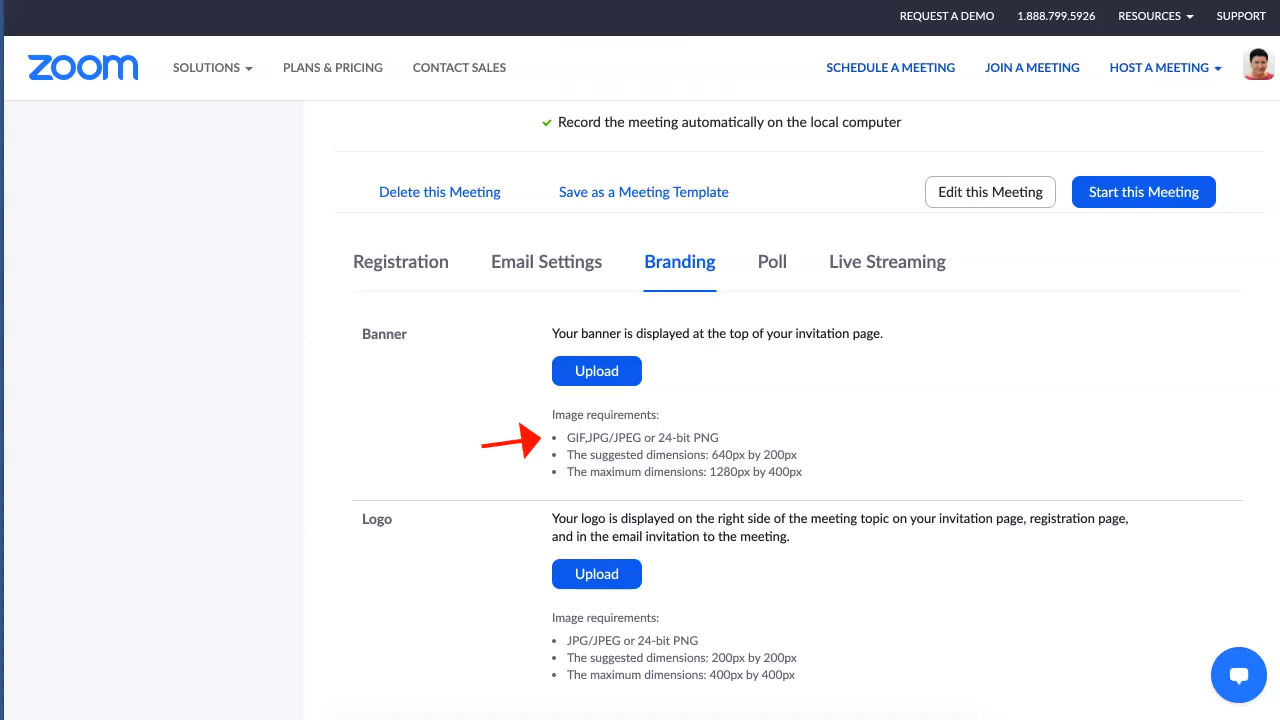 REQUEST A DEMO 1.888.799.5926 RESOURCES SUPPORT
zoom SOLUTIONS PLANS & PRICING CONTACT SALES SCHEDULE A MEETING JOIN A MEETING HOST A MEETING
Record the meeting automatically on the local computer
Delete this Meeting Save as a Meeting Template Edit this Meeting Start this Meeting
Registration Email Settings Branding Poll Live Streaming
Banner Your banner is displayed at the top of your invitation page.
Upload
Image requirements:
• GIF,JPG/JPEG or 24-bit PNG
• The suggested dimensions: 640px by 200px
• The maximum dimensions: 1280px by 400px
Logo Your logo is displayed on the right side of the meeting topic on your invitation page, registration page,
and in the email invitation to the meeting.
Upload
Image requirements:
• JPG/JPEG or 24-bit PNG
• The suggested dimensions: 200px by 200px
• The maximum dimensions: 400px by 400px